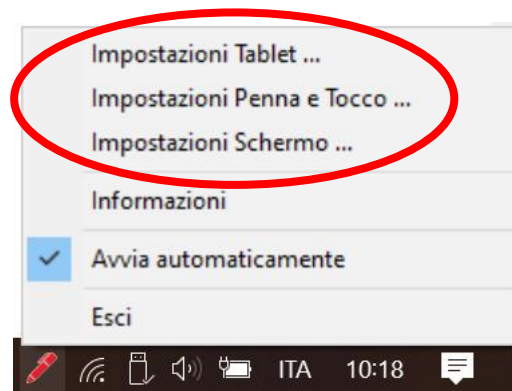 Impostazioni Tablet ...
Impostazioni Penna e Tocco ...
Impostazioni Schermo ...
Informazioni
Avvia automaticamente
Esci
ITA 10:18